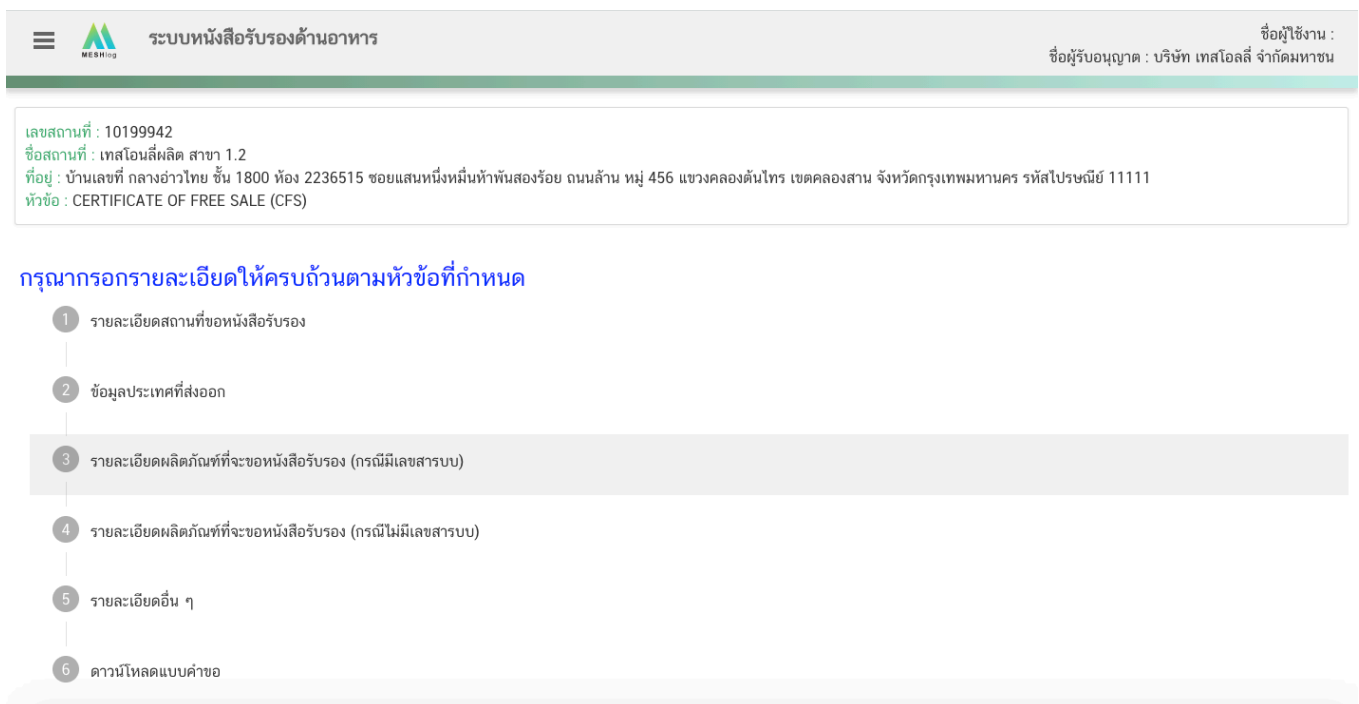 MESHlog
ระบบหนังสือรับรองด้านอาหาร
ชื่อผู้ใช้งาน :
ชื่อผู้รับอนุญาต : บริษัท เทสโอลลี่ จำกัดมหาชน
เลขสถานที่ : 10199942
ชื่อสถานที่ : เทสโอนลี่ผลิต สาขา 1.2
ที่อยู่ : บ้านเลขที่ กลางอ่าวไทย ชั้น 1800 ห้อง 2236515 ซอยแสนหนึ่งหมื่นห้าพันสองร้อย ถนนล้าน หมู่ 456 แขวงคลองต้นไทร เขตคลองสาน จังหวัดกรุงเทพมหานคร รหัสไปรษณีย์ 11111
หัวข้อ : CERTIFICATE OF FREE SALE (CFS)
กรุณากรอกรายละเอียดให้ครบถ้วนตามหัวข้อที่กำหนด
1 รายละเอียดสถานที่ขอหนังสือรับรอง
2 ข้อมูลประเทศที่ส่งออก
3 รายละเอียดผลิตภัณฑ์ที่จะขอหนังสือรับรอง (กรณีมีเลขสารบบ)
4 รายละเอียดผลิตภัณฑ์ที่จะขอหนังสือรับรอง (กรณีไม่มีเลขสารบบ)
5 รายละเอียดอื่น ๆ
6 ดาวน์โหลดแบบคำขอ